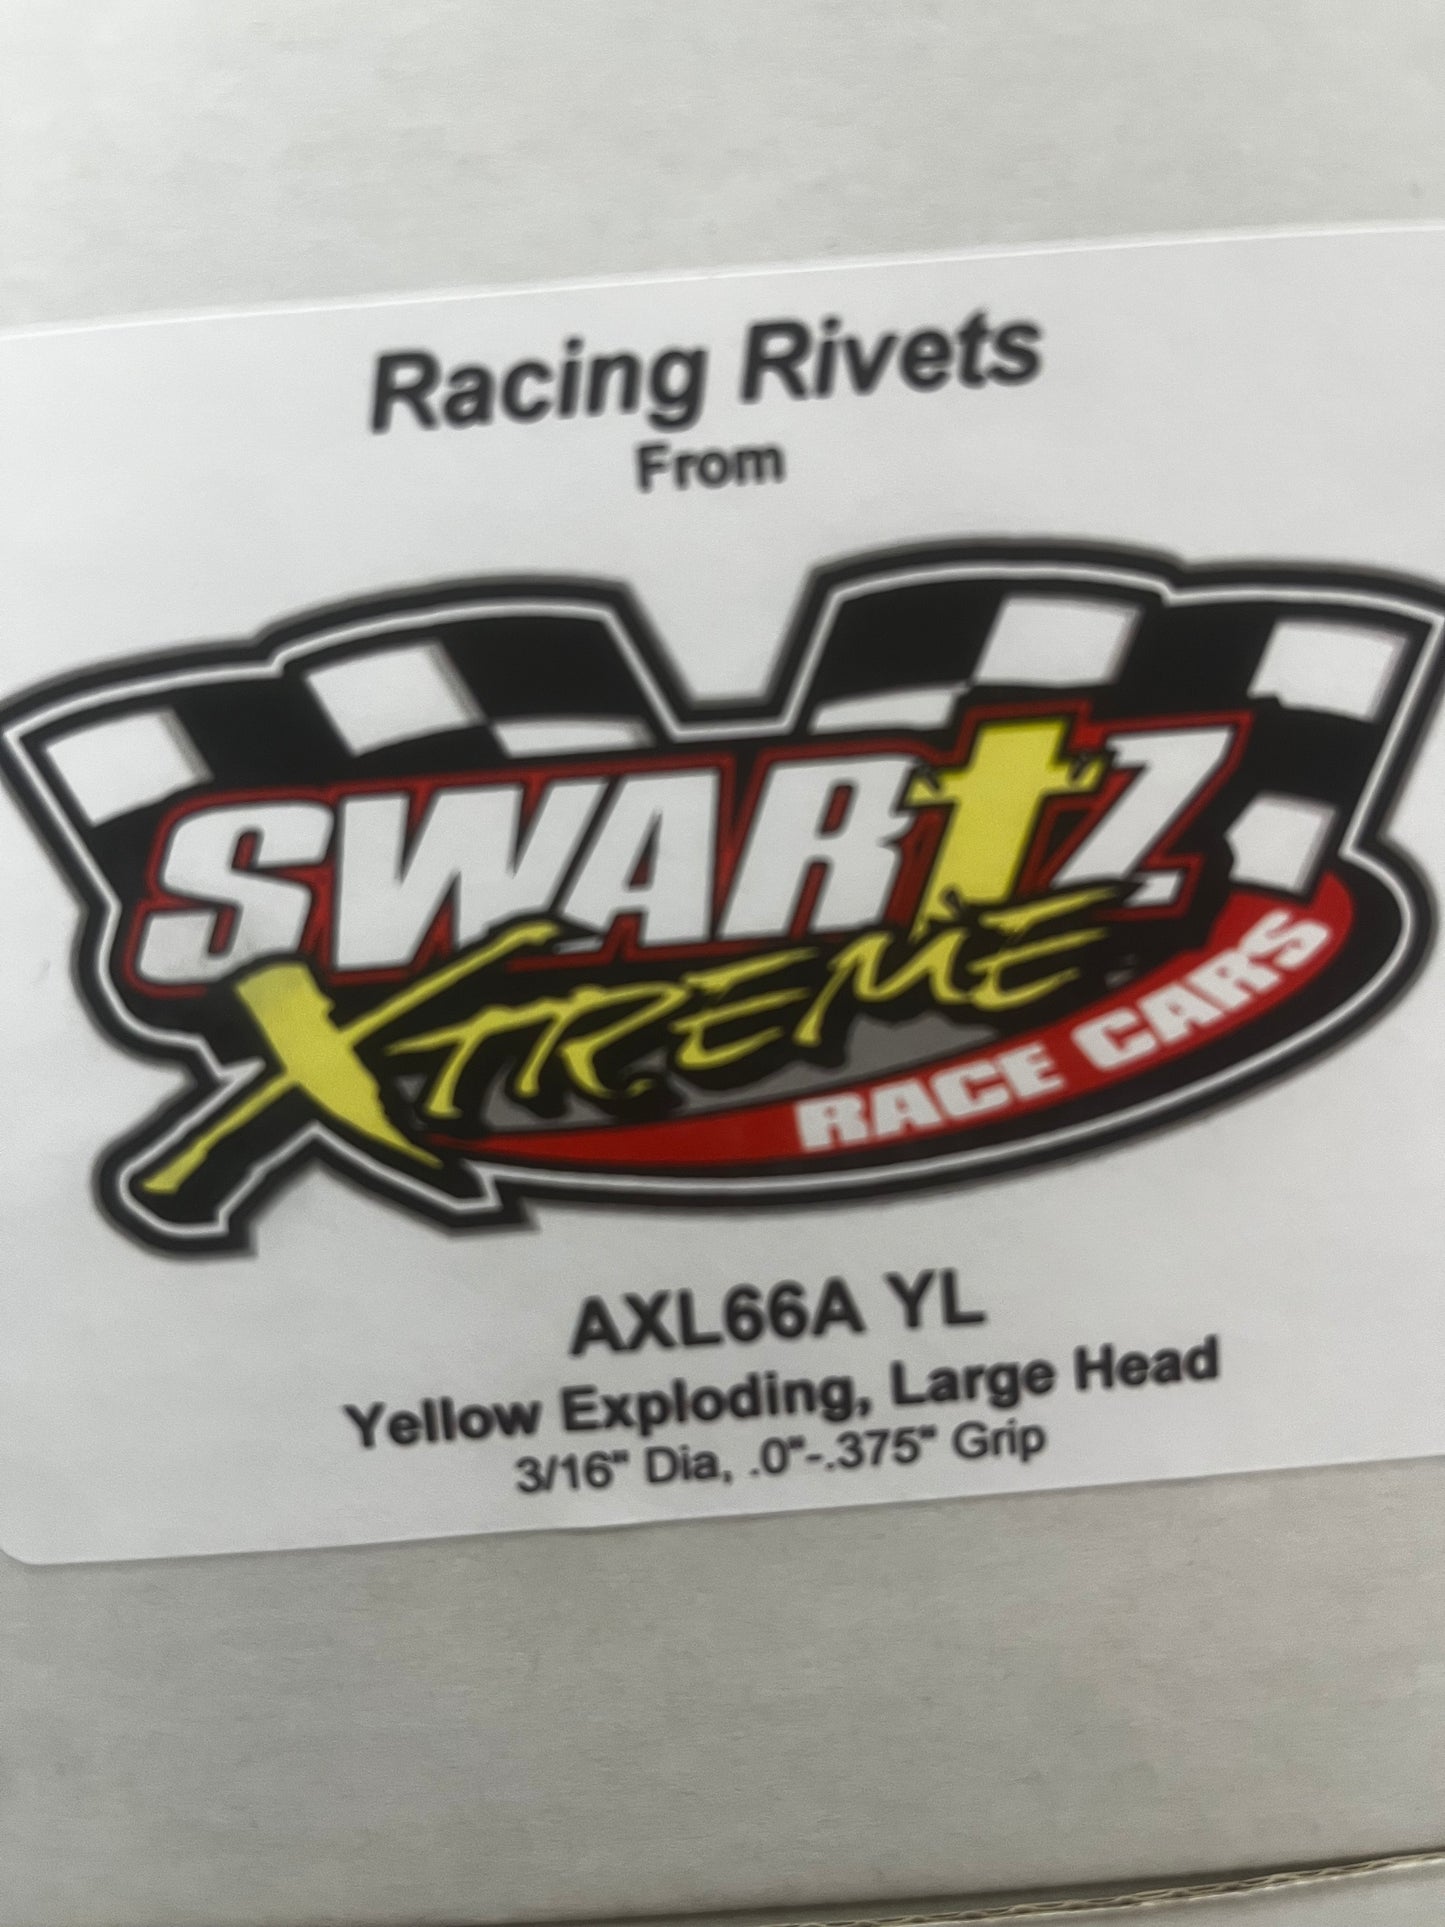 Racing Rivets
From
SWARtZ
XTREME
RACE CARS
AXL66A YL
Yellow Exploding, Large Head
3/16" Dia, .0"-.375" Grip